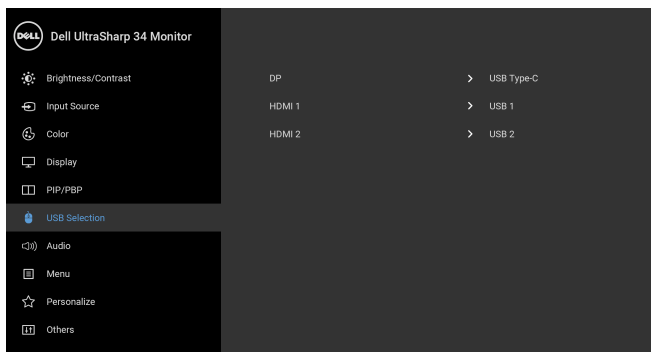 DELL Dell UltraSharp 34 Monitor
Brightness/Contrast
Input Source
Color
Display
PIP/PBP
USB Selection
Audio
Menu
Personalize
Others
DP > USB Type-C
HDMI 1 > USB 1
HDMI 2 > USB 2